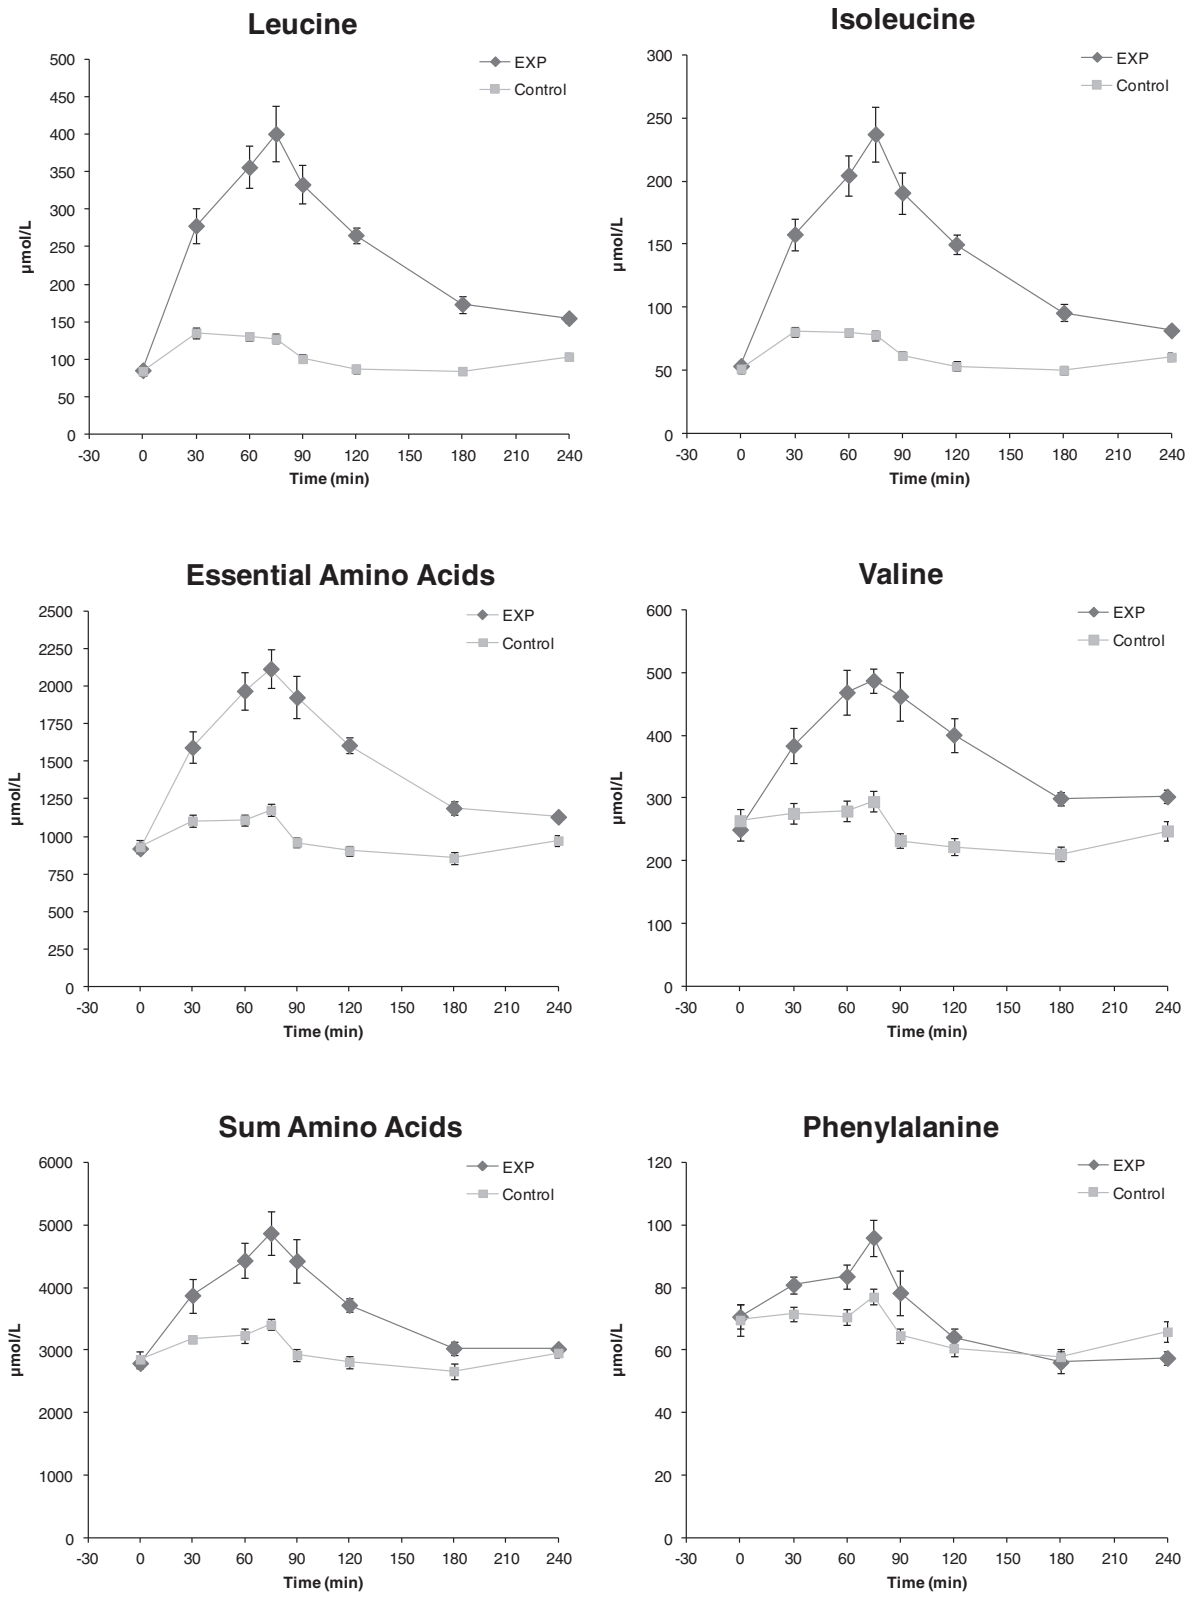 Leucine
500
450
400
350
300
250
200
150
100
50
0
µmol/L
-30 0 30 60 90 120 150 180 210 240
Time (min)
EXP
Control
Isoleucine
300
250
200
150
100
50
0
µmol/L
-30 0 30 60 90 120 150 180 210 240
Time (min)
EXP
Control
Essential Amino Acids
2500
2250
2000
1750
1500
1250
1000
750
500
250
0
µmol/L
-30 0 30 60 90 120 150 180 210 240
Time (min)
EXP
Control
Valine
600
500
400
300
200
100
0
µmol/L
-30 0 30 60 90 120 150 180 210 240
Time (min)
EXP
Control
Sum Amino Acids
6000
5000
4000
3000
2000
1000
0
µmol/L
-30 0 30 60 90 120 150 180 210 240
Time (min)
EXP
Control
Phenylalanine
120
100
80
60
40
20
0
µmol/L
-30 0 30 60 90 120 150 180 210 240
Time (min)
EXP
Control